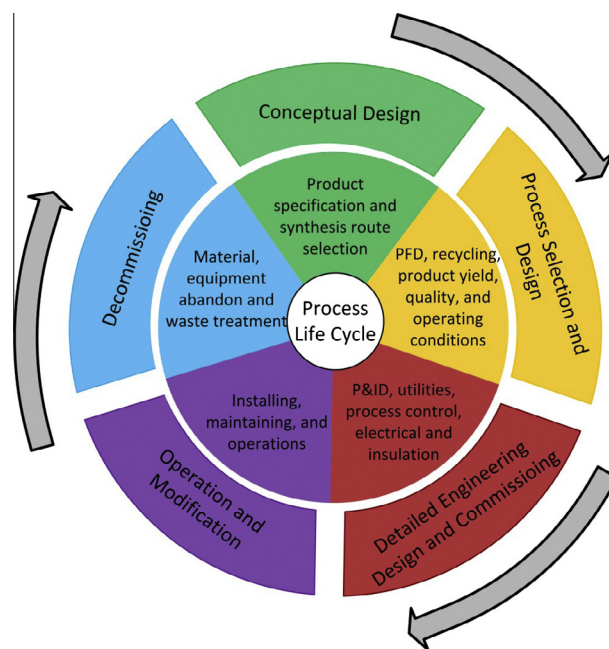 Conceptual Design
Product
specification and
synthesis route
selection
Process Selection and
Design
PFD, recycling,
product yield,
quality, and
operating
conditions
Detailed Engineering
Design and Commissioing
P&ID, utilities,
process control,
electrical and
insulation
Operation and
Modification
Installing,
maintaining, and
operations
Decommissioing
Material,
equipment
abandon and
waste treatment
Process
Life Cycle